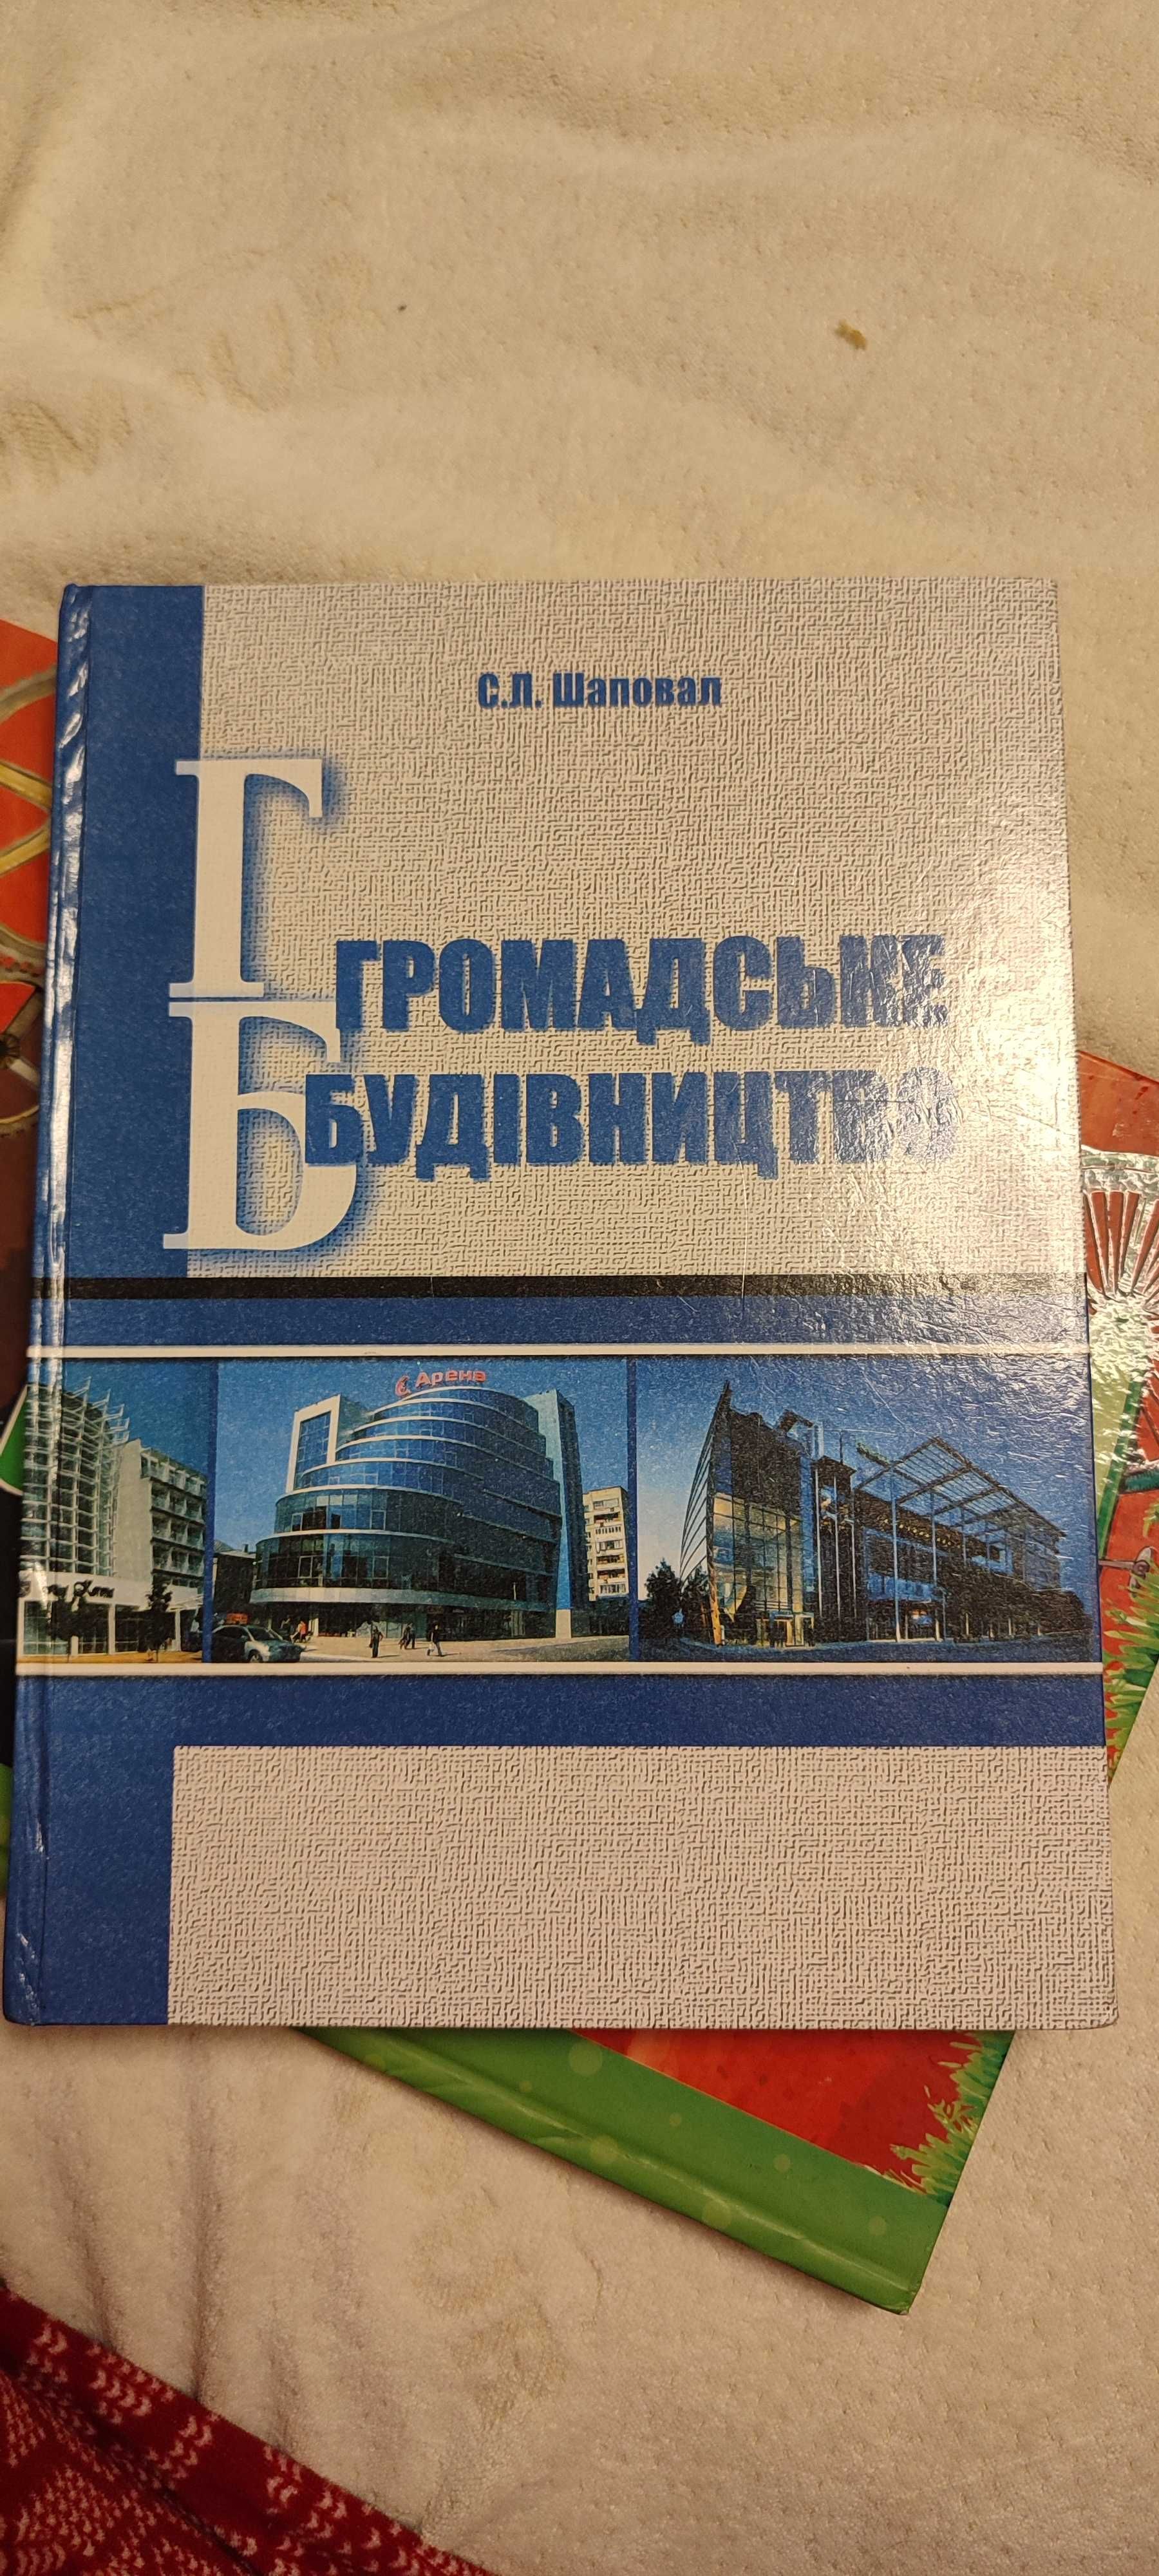 С.Л. Шаповал
Г
Б
ГРОМАДСЬКЕ
БУДІВНИЦТВО
Арена